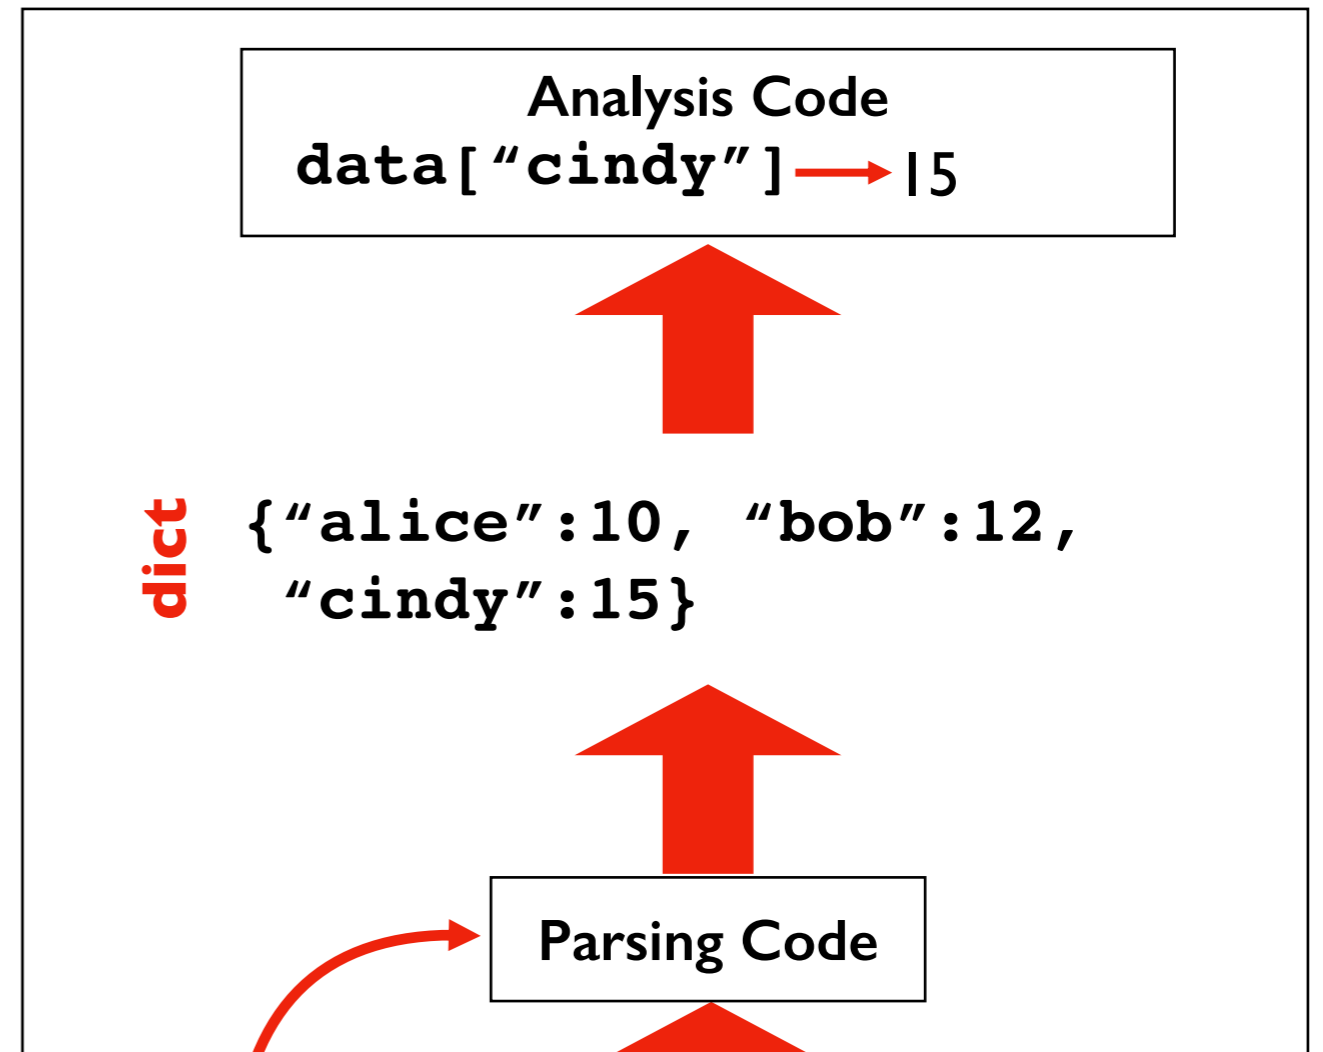 Analysis Code
data[“cindy”] 15
dict
{“alice”:10, “bob”:12,
“cindy”:15}
Parsing Code